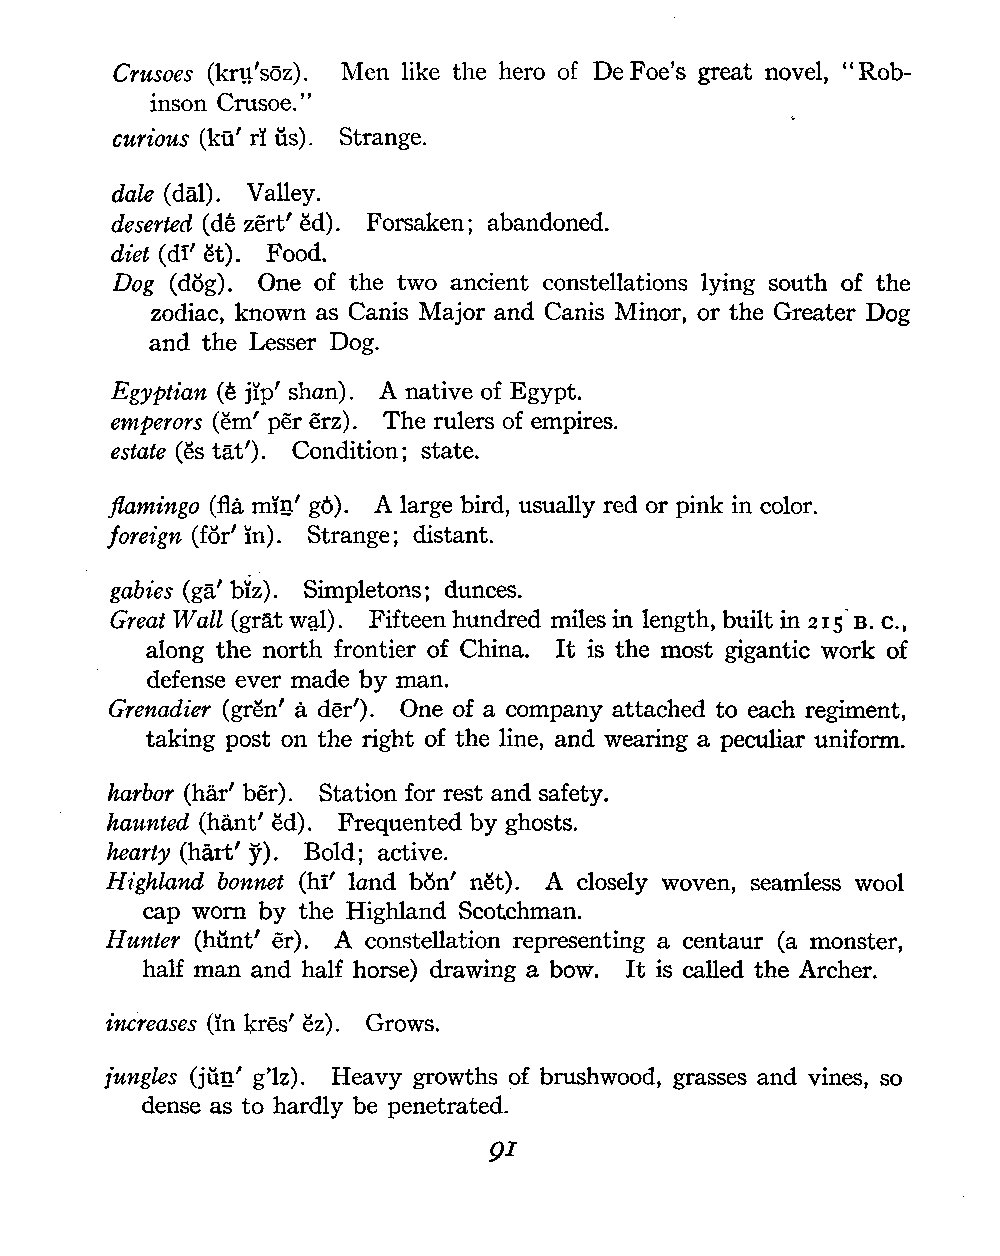 Crusoes (krṳ′sōz). Men like the hero of De Foe's great novel, "Rob-
inson Crusoe."
curious (kū′ rĭ ŭs). Strange.
dale (dāl). Valley.
deserted (dė zẽrt′ ĕd). Forsaken; abandoned.
diet (dī′ ĕt). Food.
Dog (dŏg). One of the two ancient constellations lying south of the
zodiac, known as Canis Major and Canis Minor, or the Greater Dog
and the Lesser Dog.
Egyptian (ė jĭp′ shan). A native of Egypt.
emperors (ĕm′ pẽr ẽrz). The rulers of empires.
estate (ĕs tāt′). Condition; state.
flamingo (flȧ mĭṉ′ gȯ). A large bird, usually red or pink in color.
foreign (fŏr′ ĭn). Strange; distant.
gabies (gā′ bĭz). Simpletons; dunces.
Great Wall (grāt wa̤l). Fifteen hundred miles in length, built in 215 B. C.,
along the north frontier of China. It is the most gigantic work of
defense ever made by man.
Grenadier (grĕn′ ȧ dēr′). One of a company attached to each regiment,
taking post on the right of the line, and wearing a peculiar uniform.
harbor (här′ bẽr). Station for rest and safety.
haunted (hänt′ ĕd). Frequented by ghosts.
hearty (härt′ y̆). Bold; active.
Highland bonnet (hī′ land bŏn′ nĕt). A closely woven, seamless wool
cap worn by the Highland Scotchman.
Hunter (hŭnt′ ẽr). A constellation representing a centaur (a monster,
half man and half horse) drawing a bow. It is called the Archer.
increases (ĭn krēs′ ĕz). Grows.
jungles (jŭṉ′ g'lz). Heavy growths of brushwood, grasses and vines, so
dense as to hardly be penetrated.
91